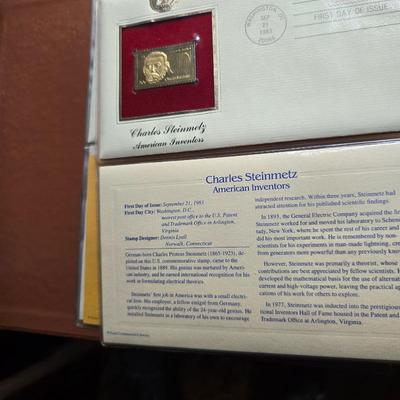 WASHINGTON, DC
SEP
21
1983
20066
FIRST DAY OF ISSUE
Charles Steinmetz
American Inventors
Charles Steinmetz
American Inventors
First Day of Issue: September 21, 1983
First Day City: Washington, D.C.,
nearest post office to the U.S. Patent
and Trademark Office in Arlington,
Virginia
Stamp Designer: Dennis Lyall
Norwalk, Connecticut
German-born Charles Proteus Steinmetz (1865-1923), de-
picted on this U.S. commemorative stamp, came to the
United States in 1889. His genius was nurtured by Ameri-
can industry, and he earned international recognition for his
work in formulating electrical theories.
Steinmetz' first job in America was with a small electri-
cal firm. His employer, a fellow emigré from Germany,
quickly recognized the ability of the 24-year-old genius. He
installed Steinmetz in a laboratory of his own to encourage
independent research. Within three years, Steinmetz had
attracted attention for his published scientific findings.
In 1893, the General Electric Company acquired the fir
Steinmetz worked for and moved his laboratory to Schenec
tady, New York, where he spent the rest of his career and
did his most important work. He is remembered by non-
scientists for his experiments in man-made lightning, crea
from generators more powerful than any previously know
However, Steinmetz was primarily a theorist, whose
contributions are best appreciated by fellow scientists. H
developed the mathematical basis for the use of alternat
current and high-voltage power, leading the practical ap
cations of his work for others to explore.
In 1977, Steinmetz was inducted into the prestigious
tional Inventors Hall of Fame housed in the Patent and
Trademark Office at Arlington, Virginia.